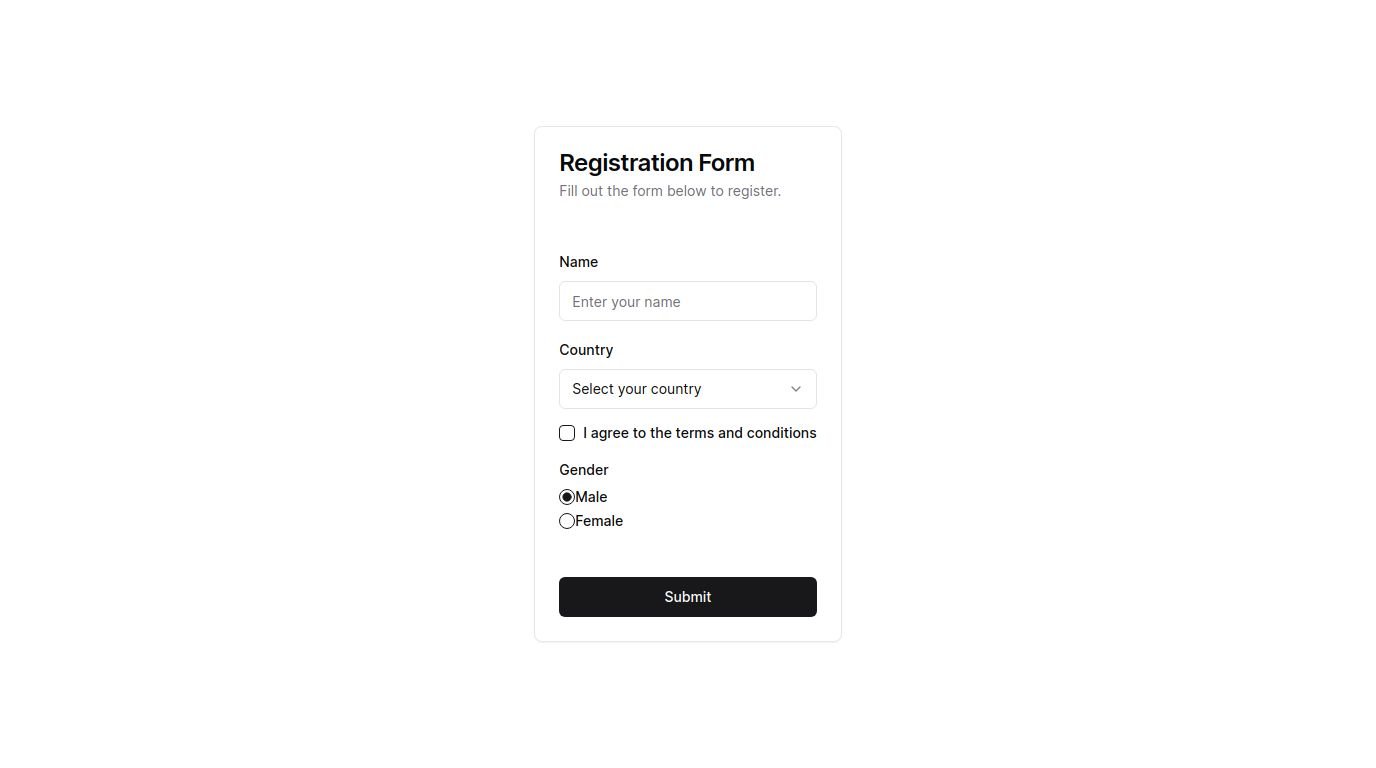 Registration Form
Fill out the form below to register.
Name
Enter your name
Country
Select your country
I agree to the terms and conditions
Gender
Male
Female
Submit